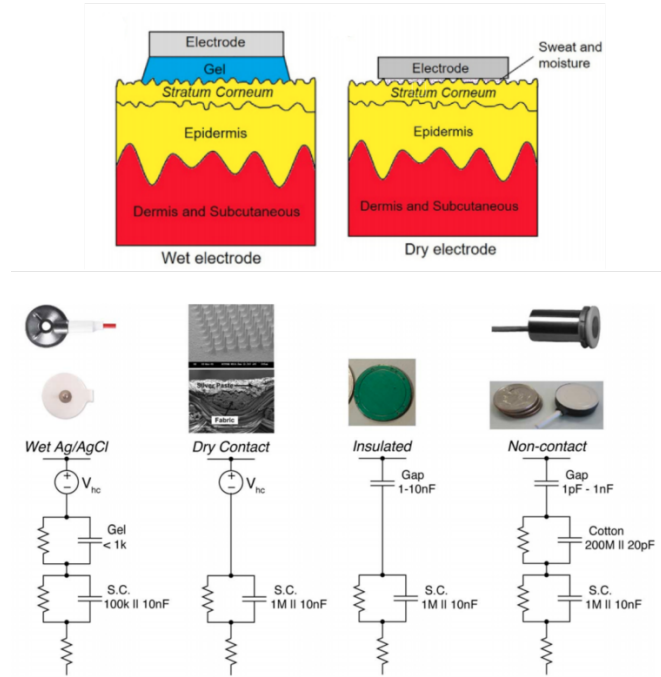 Electrode
Gel
Stratum Corneum
Epidermis
Dermis and Subcutaneous
Wet electrode
Sweat and
moisture
Electrode
Stratum Corneum
Epidermis
Dermis and Subcutaneous
Dry electrode
Silver Paste
Fabric
Wet Ag/AgCl
+
−
Vhc
Gel
< 1k
S.C.
100k || 10nF
Dry Contact
+
−
Vhc
S.C.
1M || 10nF
Insulated
Gap
1-10nF
S.C.
1M || 10nF
Non-contact
Gap
1pF - 1nF
Cotton
200M || 20pF
S.C.
1M || 10nF